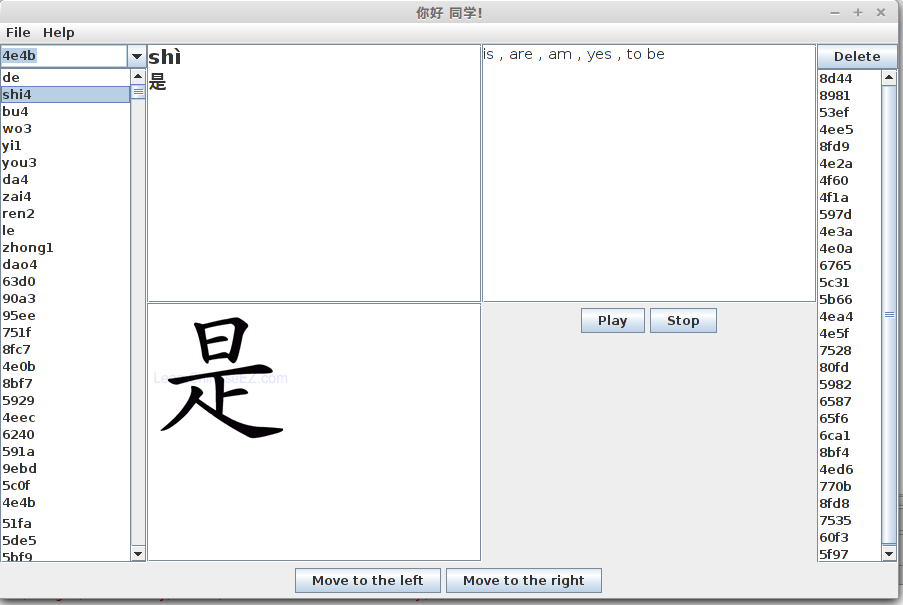 你好 同学!
File Help
4e4b
de
shi4
bu4
wo3
yi1
you3
da4
zai4
ren2
le
zhong1
dao4
63d0
90a3
95ee
751f
8fc7
4e0b
8bf7
5929
4eec
6240
591a
9ebd
5c0f
4e4b
51fa
5de5
5bf9
shì
是
is , are , am , yes , to be
是
Play Stop
Delete
8d44
8981
53ef
4ee5
8fd9
4e2a
4f60
4f1a
597d
4e3a
4e0a
6765
5c31
5b66
4ea4
4e5f
7528
80fd
5982
6587
65f6
6ca1
8bf4
4ed6
770b
8fd8
7535
60f3
5f97
Move to the left Move to the right